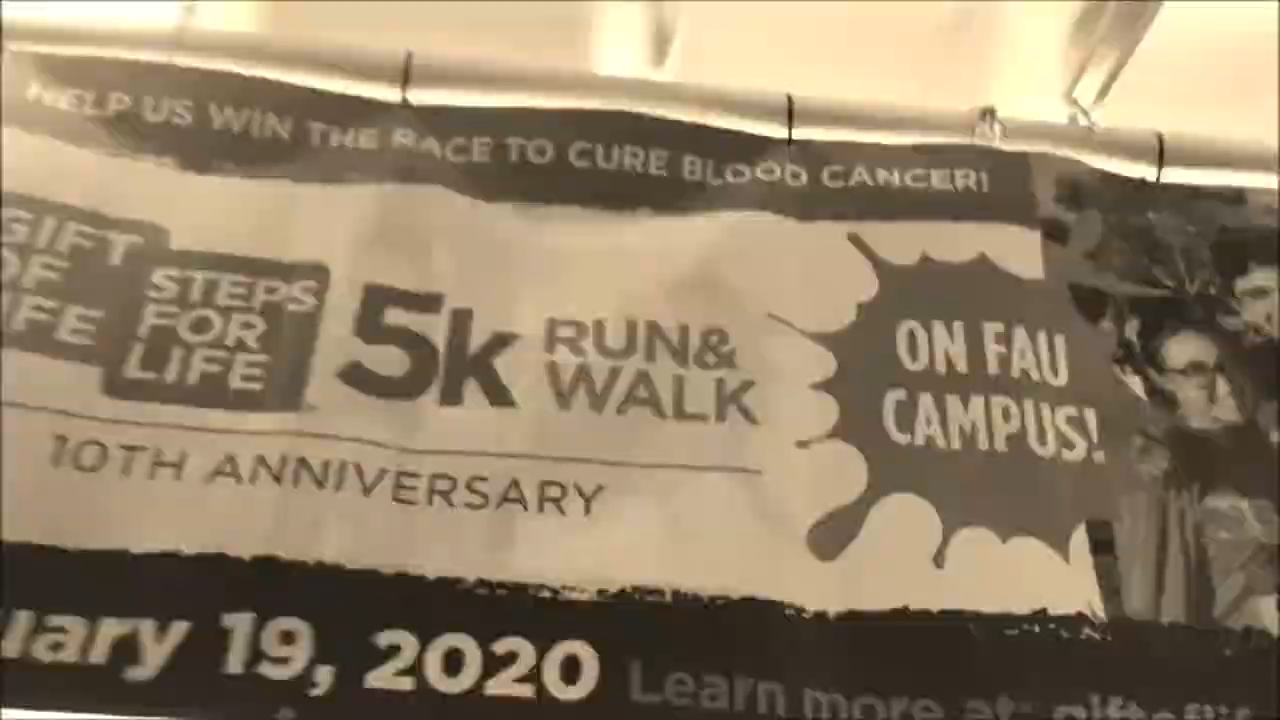 HELP US WIN THE RACE TO CURE BLOOD CANCER!
GIFT
OF
IFE
STEPS
FOR
LIFE
5k
RUN&
WALK
10TH ANNIVERSARY
ON FAU
CAMPUS!
uary 19, 2020 Learn more at: